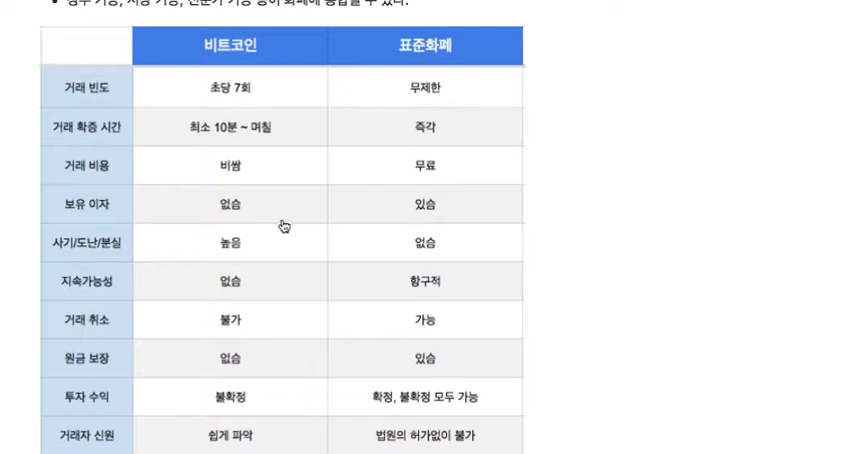 비트코인 표준화폐
거래 빈도 초당 7회 무제한
거래 확증 시간 최소 10분 ~ 며칠 즉각
거래 비용 비쌈 무료
보유 이자 없슴 있슴
사기/도난/분실 높음 없슴
지속가능성 없슴 항구적
거래 취소 불가 가능
원금 보장 없슴 있슴
투자 수익 불확정 확정, 불확정 모두 가능
거래자 신원 쉽게 파악 법원의 허가없이 불가